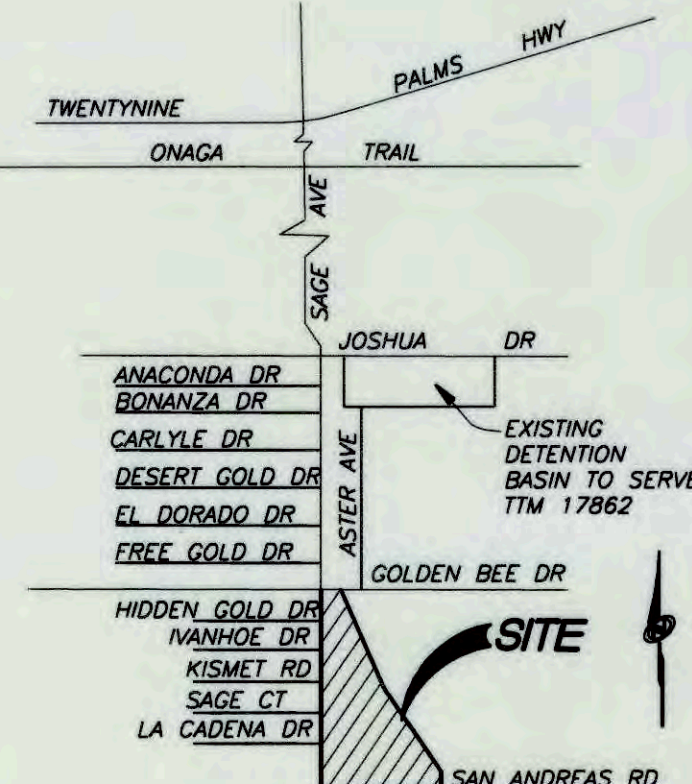 HWY
PALMS
TWENTYNINE
ONAGA TRAIL
SAGE AVE
JOSHUA DR
ANACONDA DR
BONANZA DR
CARLYLE DR
DESERT GOLD DR
EL DORADO DR
FREE GOLD DR
ASTER AVE
EXISTING
DETENTION
BASIN TO SERVE
TTM 17862
GOLDEN BEE DR
HIDDEN GOLD DR
IVANHOE DR
KISMET RD
SAGE CT
LA CADENA DR
SITE
SAN ANDREAS RD